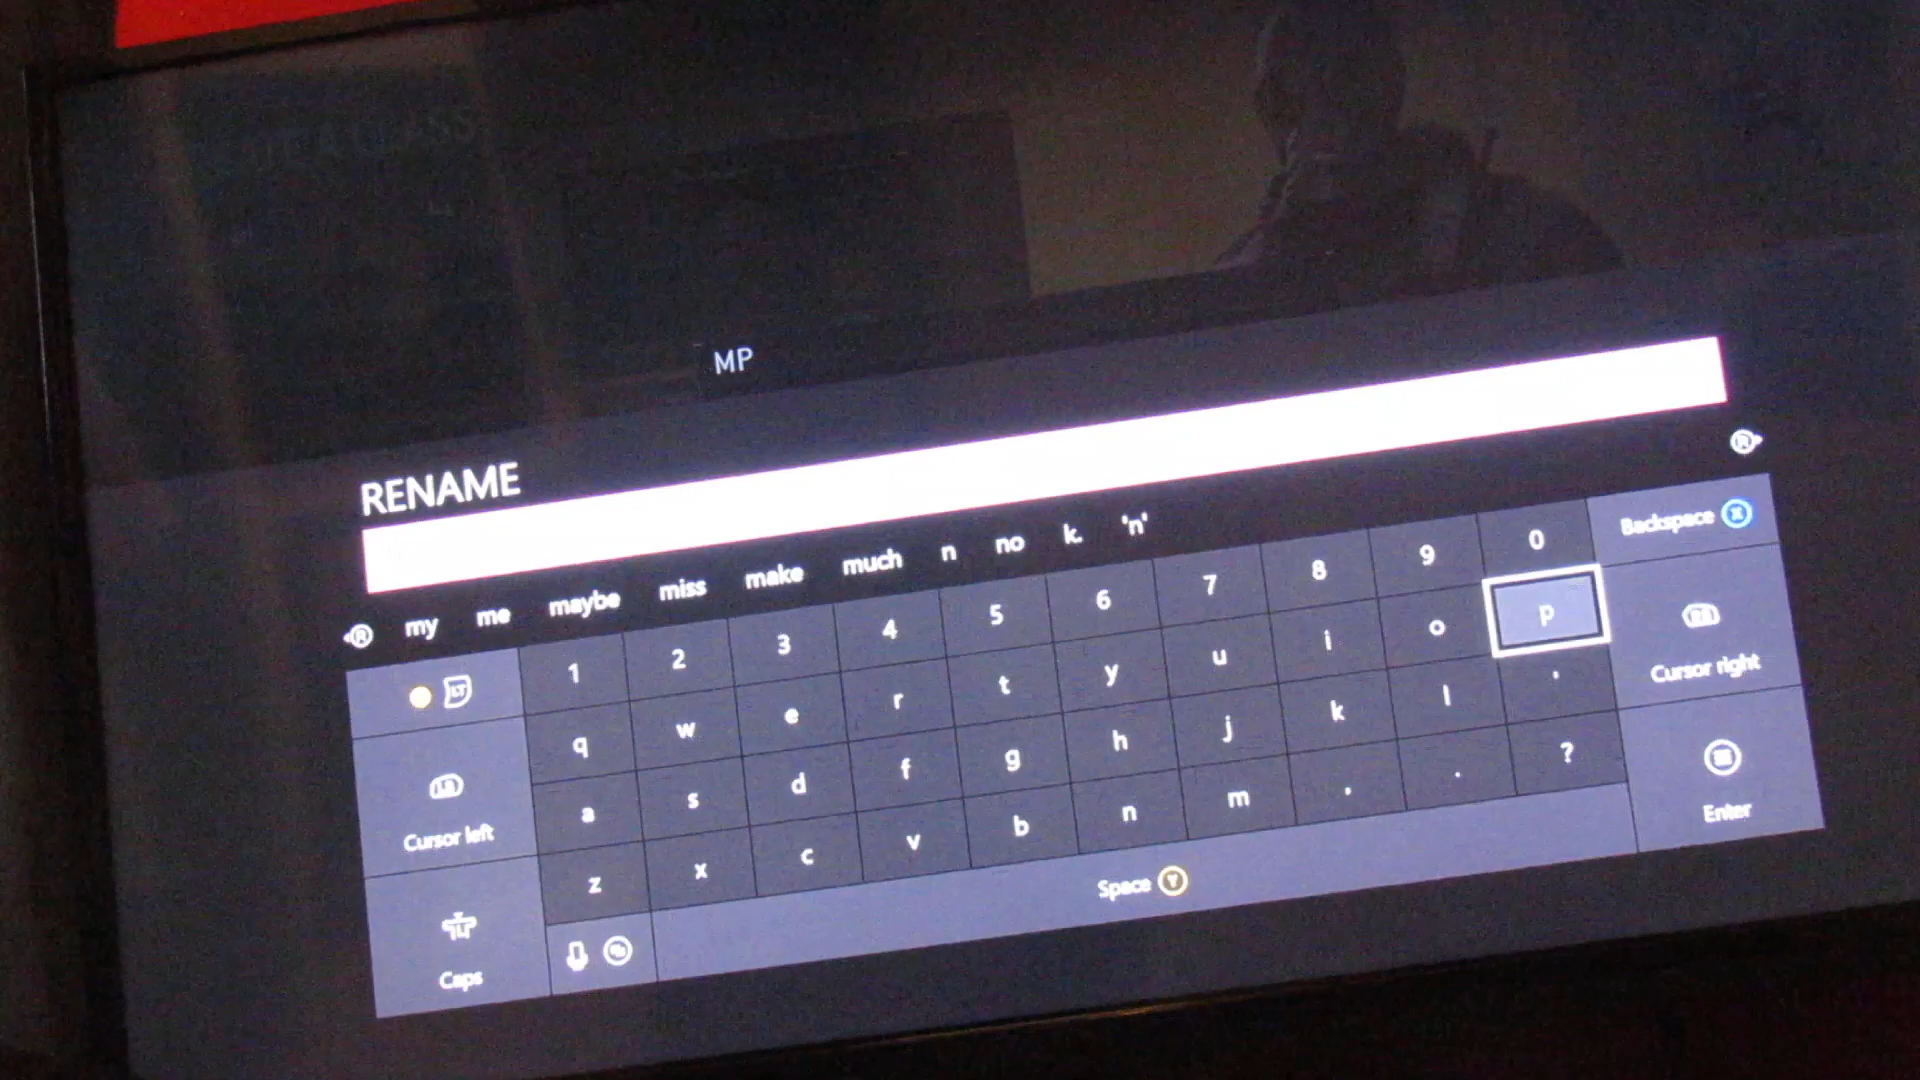 MP
RENAME
my me maybe miss make much n no k. 'n'
1 2 3 4 5 6 7 8 9 0 Backspace X
LT q w e r t y u i o p
Cursor left a s d f g h j k l ' Cursor right
z x c v b n m , . ?
Caps Space Y Enter